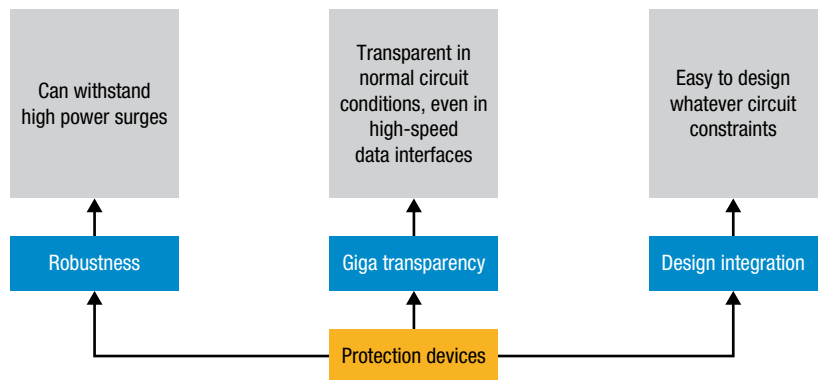 Can withstand
high power surges
Transparent in
normal circuit
conditions, even in
high-speed
data interfaces
Easy to design
whatever circuit
constraints
Robustness
Giga transparency
Design integration
Protection devices